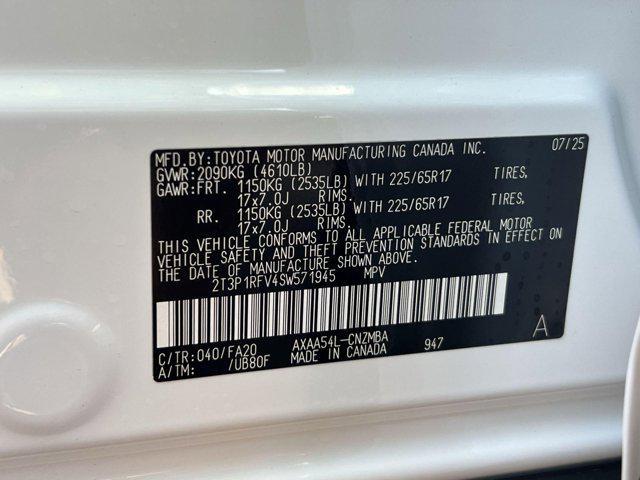 MFD.BY:TOYOTA MOTOR MANUFACTURING CANADA INC. 07/25
GVWR:2090KG (4610LB)
GAWR:FRT. 1150KG (2535LB) WITH 225/65R17 TIRES,
17x7.0J RIMS.
RR. 1150KG (2535LB) WITH 225/65R17 TIRES,
17x7.0J RIMS.
THIS VEHICLE CONFORMS TO ALL APPLICABLE FEDERAL MOTOR
VEHICLE SAFETY AND THEFT PREVENTION STANDARDS IN EFFECT ON
THE DATE OF MANUFACTURE SHOWN ABOVE.
2T3P1RFV4SW571945 MPV
C/TR:040/FA20 AXAA54L-CNZMBA 947 A
A/TM: /UB80F MADE IN CANADA